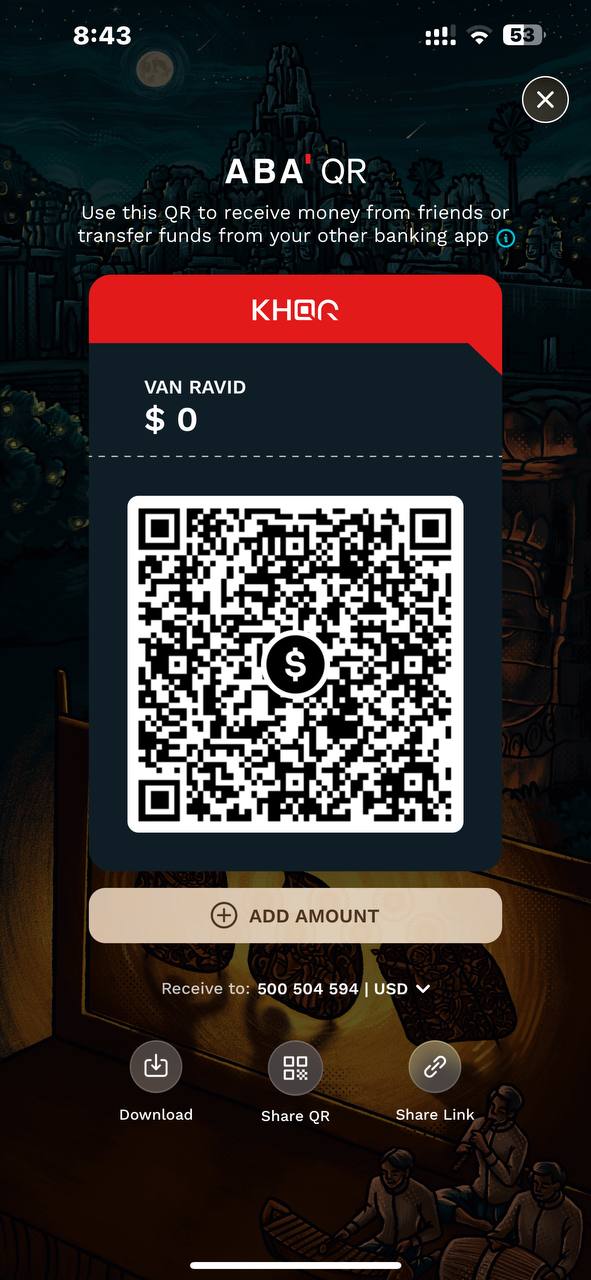 8:43
53
ABA' QR
Use this QR to receive money from friends or
transfer funds from your other banking app
KHQR
VAN RAVID
$ 0
$
ADD AMOUNT
Receive to: 500 504 594 | USD
Download
Share QR
Share Link